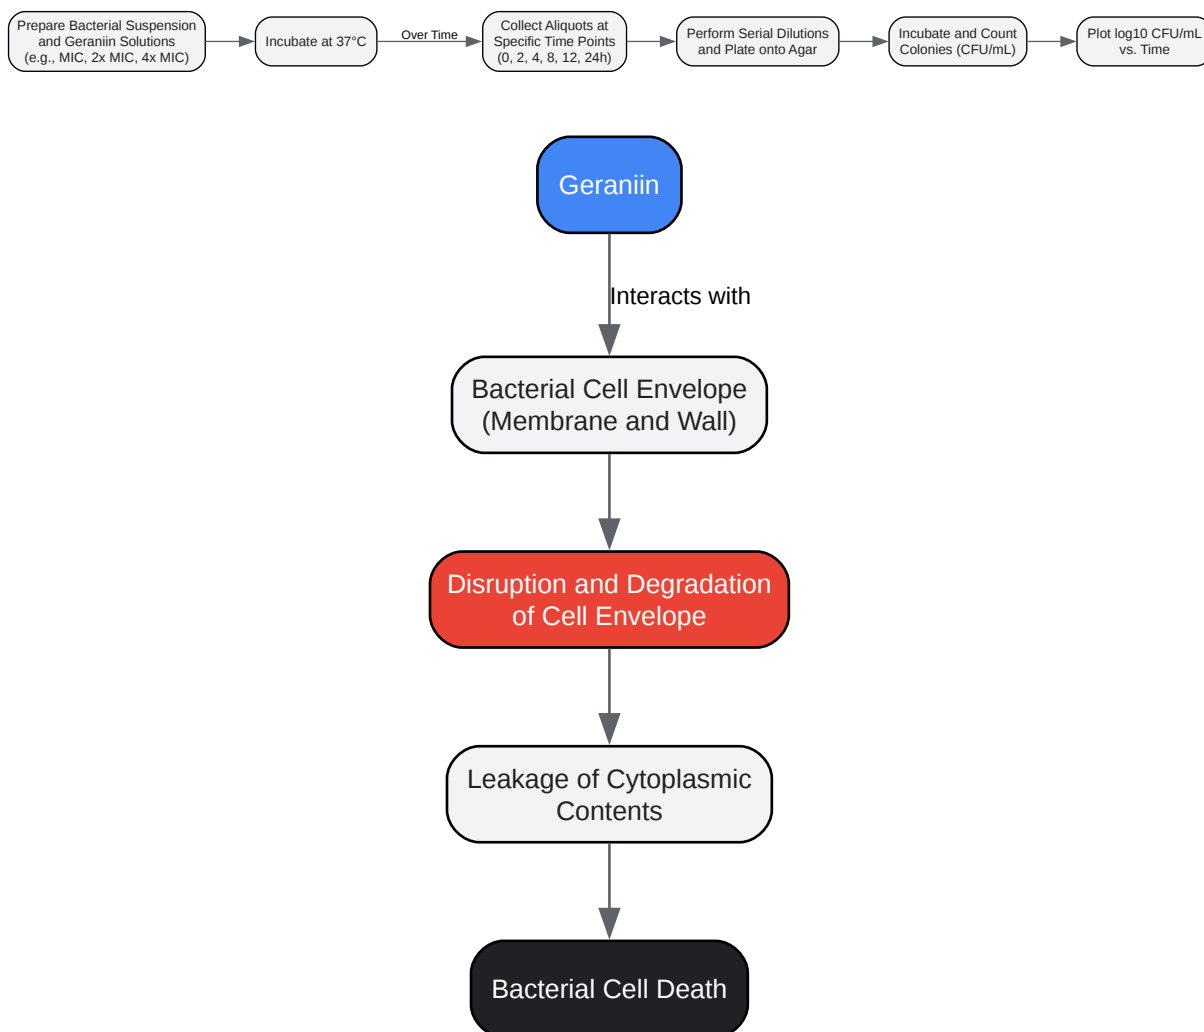 Prepare Bacterial Suspension
and Geraniin Solutions
(e.g., MIC, 2x MIC, 4x MIC)
Incubate at 37°C
Over Time
Collect Aliquots at
Specific Time Points
(0, 2, 4, 8, 12, 24h)
Perform Serial Dilutions
and Plate onto Agar
Incubate and Count
Colonies (CFU/mL)
Plot log10 CFU/mL
vs. Time
Geraniin
Interacts with
Bacterial Cell Envelope
(Membrane and Wall)
Disruption and Degradation
of Cell Envelope
Leakage of Cytoplasmic
Contents
Bacterial Cell Death